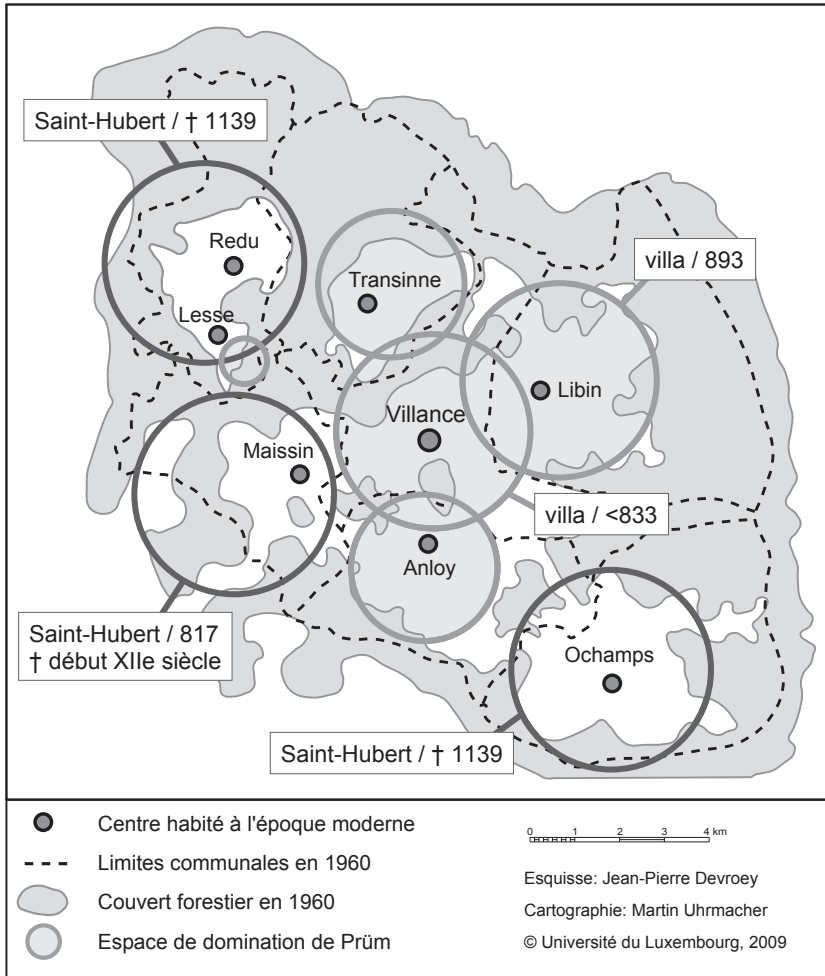 Saint-Hubert / † 1139
Redu
Lesse
Transinne
villa / 893
Libin
Villance
Maissin
villa / <833
Anloy
Saint-Hubert / 817
† début XIIe siècle
Ochamps
Saint-Hubert / † 1139
Centre habité à l'époque moderne
Limites communales en 1960
Couvert forestier en 1960
Espace de domination de Prüm
0 1 2 3 4 km
Esquisse: Jean-Pierre Devroey
Cartographie: Martin Uhrmacher
© Université du Luxembourg, 2009